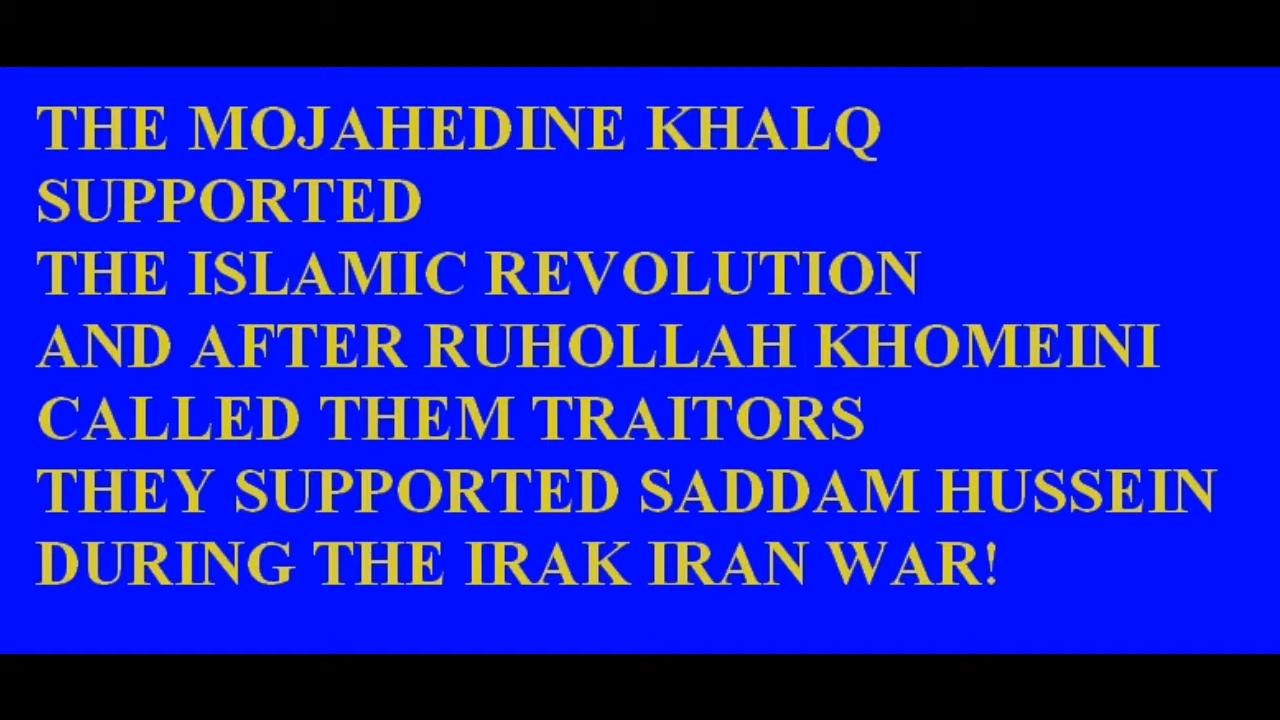 THE MOJAHEDINE KHALQ
SUPPORTED
THE ISLAMIC REVOLUTION
AND AFTER RUHOLLAH KHOMEINI
CALLED THEM TRAITORS
THEY SUPPORTED SADDAM HUSSEIN
DURING THE IRAK IRAN WAR!